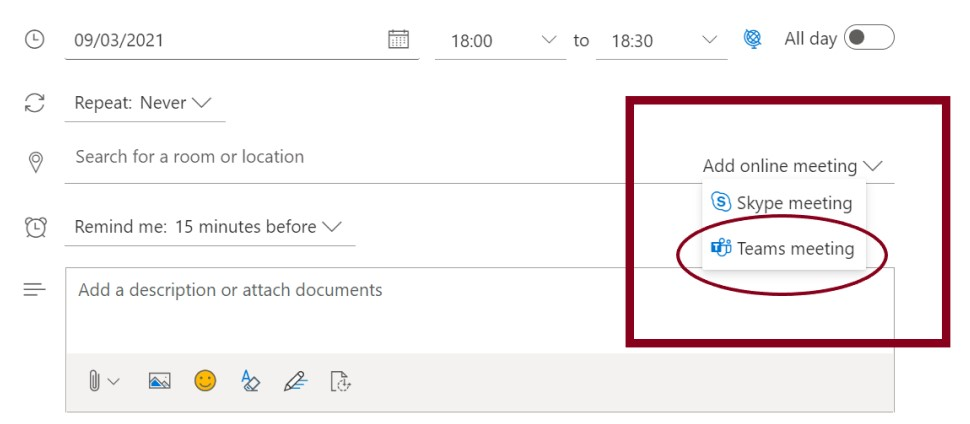 09/03/2021 18:00 to 18:30 All day
Repeat: Never
Search for a room or location
Add online meeting
Skype meeting
Remind me: 15 minutes before
Teams meeting
Add a description or attach documents